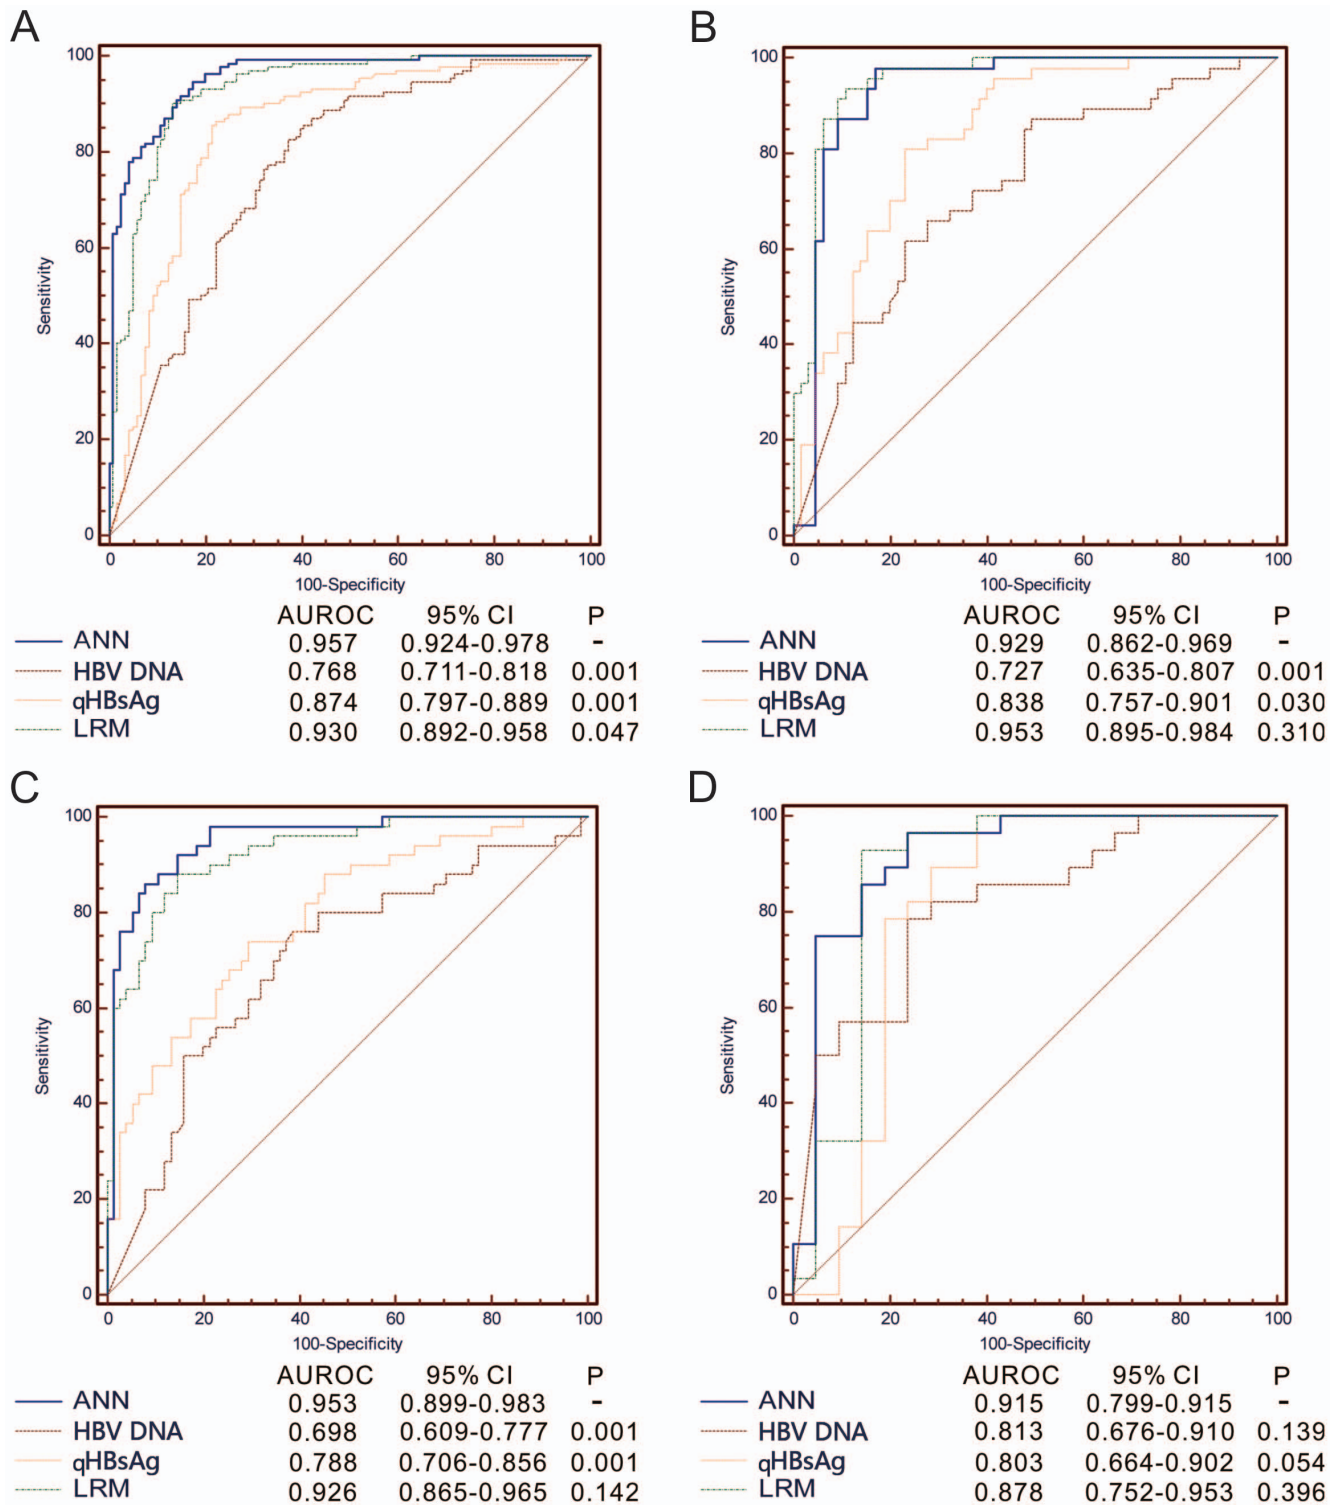 A
100
80
60
40
20
0
Sensitivity
0 20 40 60 80 100
100-Specificity
AUROC 95% CI P
ANN 0.957 0.924-0.978 -
HBV DNA 0.768 0.711-0.818 0.001
qHBsAg 0.874 0.797-0.889 0.001
LRM 0.930 0.892-0.958 0.047
B
100
80
60
40
20
0
Sensitivity
0 20 40 60 80 100
100-Specificity
AUROC 95% CI P
ANN 0.929 0.862-0.969 -
HBV DNA 0.727 0.635-0.807 0.001
qHBsAg 0.838 0.757-0.901 0.030
LRM 0.953 0.895-0.984 0.310
C
100
80
60
40
20
0
Sensitivity
0 20 40 60 80 100
100-Specificity
AUROC 95% CI P
ANN 0.953 0.899-0.983 -
HBV DNA 0.698 0.609-0.777 0.001
qHBsAg 0.788 0.706-0.856 0.001
LRM 0.926 0.865-0.965 0.142
D
100
80
60
40
20
0
Sensitivity
0 20 40 60 80 100
100-Specificity
AUROC 95% CI P
ANN 0.915 0.799-0.915 -
HBV DNA 0.813 0.676-0.910 0.139
qHBsAg 0.803 0.664-0.902 0.054
LRM 0.878 0.752-0.953 0.396